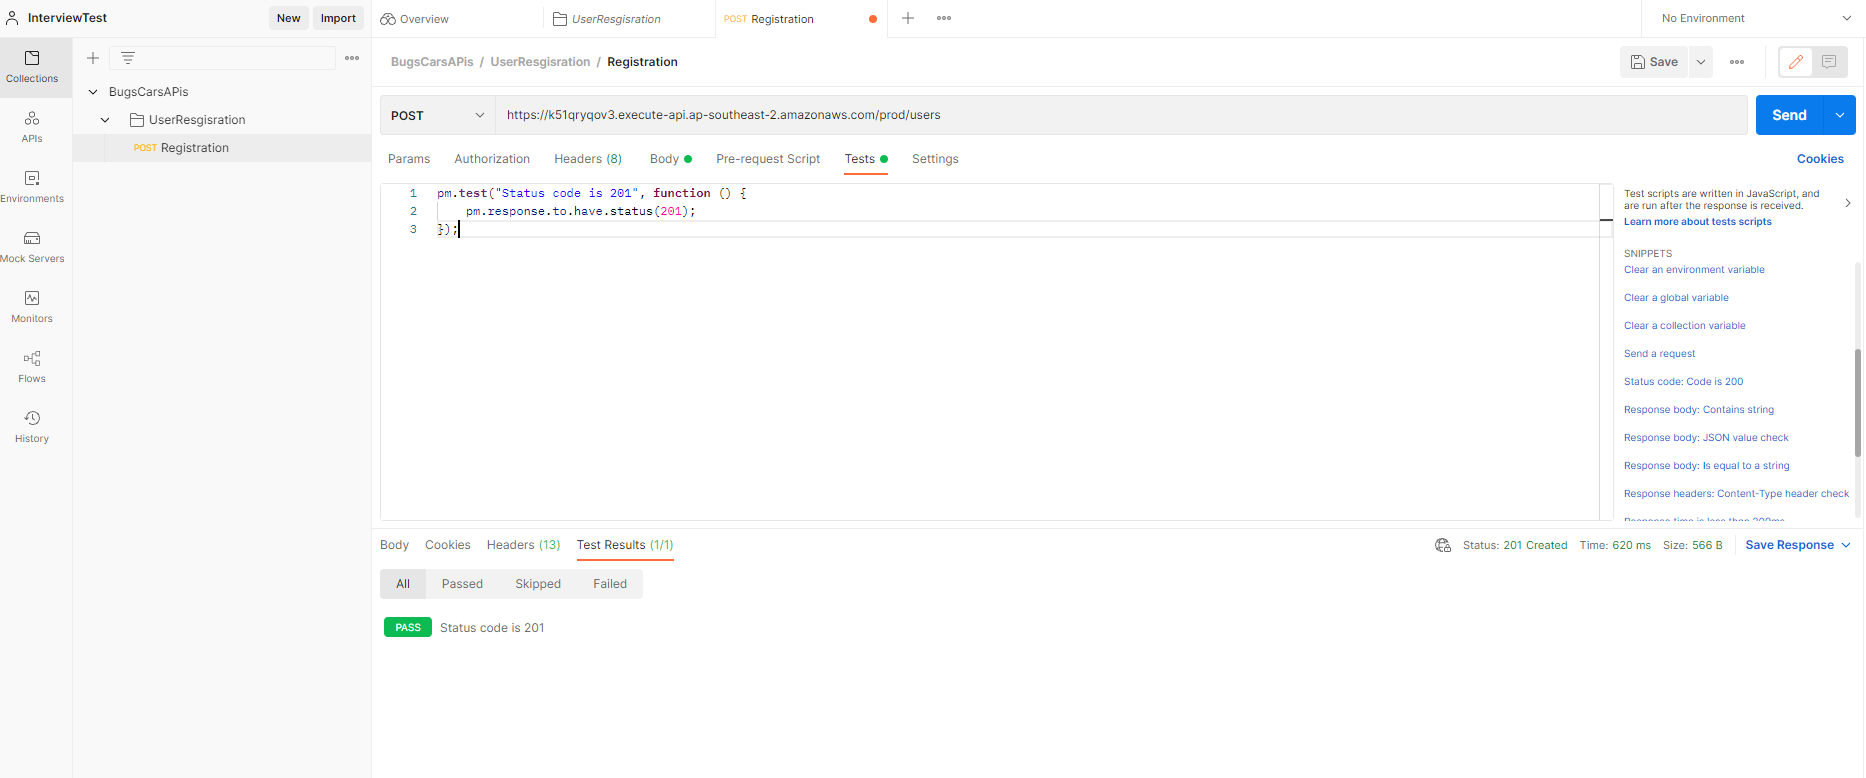 InterviewTest
New
Import
Overview
UserResgisration
POST Registration
No Environment
Collections
APIs
Environments
Mock Servers
Monitors
Flows
History
BugsCarsAPis
UserResgisration
POST Registration
BugsCarsAPis / UserResgisration / Registration
Save
POST
https://k51qryqov3.execute-api.ap-southeast-2.amazonaws.com/prod/users
Send
Params
Authorization
Headers (8)
Body
Pre-request Script
Tests
Settings
Cookies
1 pm.test("Status code is 201", function () {
2 pm.response.to.have.status(201);
3 });
Test scripts are written in JavaScript, and
are run after the response is received.
Learn more about tests scripts
SNIPPETS
Clear an environment variable
Clear a global variable
Clear a collection variable
Send a request
Status code: Code is 200
Response body: Contains string
Response body: JSON value check
Response body: Is equal to a string
Response headers: Content-Type header check
Response time is less than 200ms
Body
Cookies
Headers (13)
Test Results (1/1)
Status: 201 Created
Time: 620 ms
Size: 566 B
Save Response
All
Passed
Skipped
Failed
PASS
Status code is 201